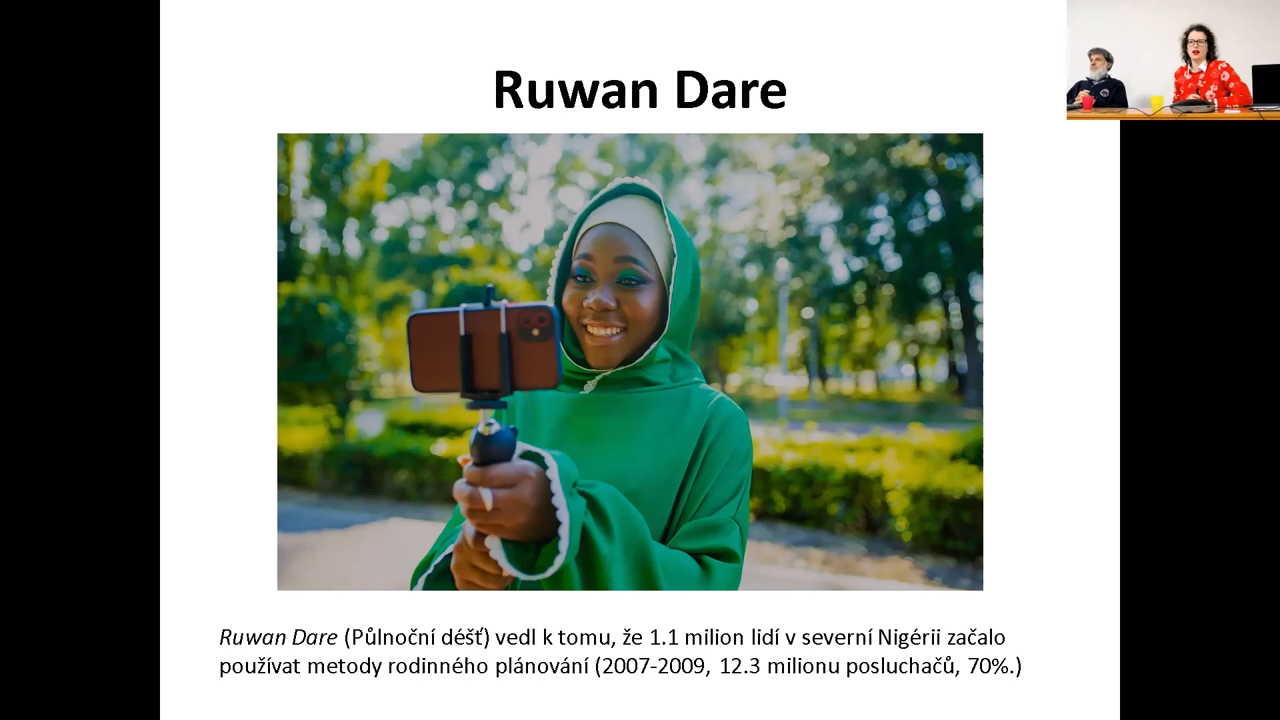 Ruwan Dare
Ruwan Dare (Půlnoční déšť) vedl k tomu, že 1.1 milion lidí v severní Nigérii začalo
používat metody rodinného plánování (2007-2009, 12.3 milionu posluchačů, 70%.)